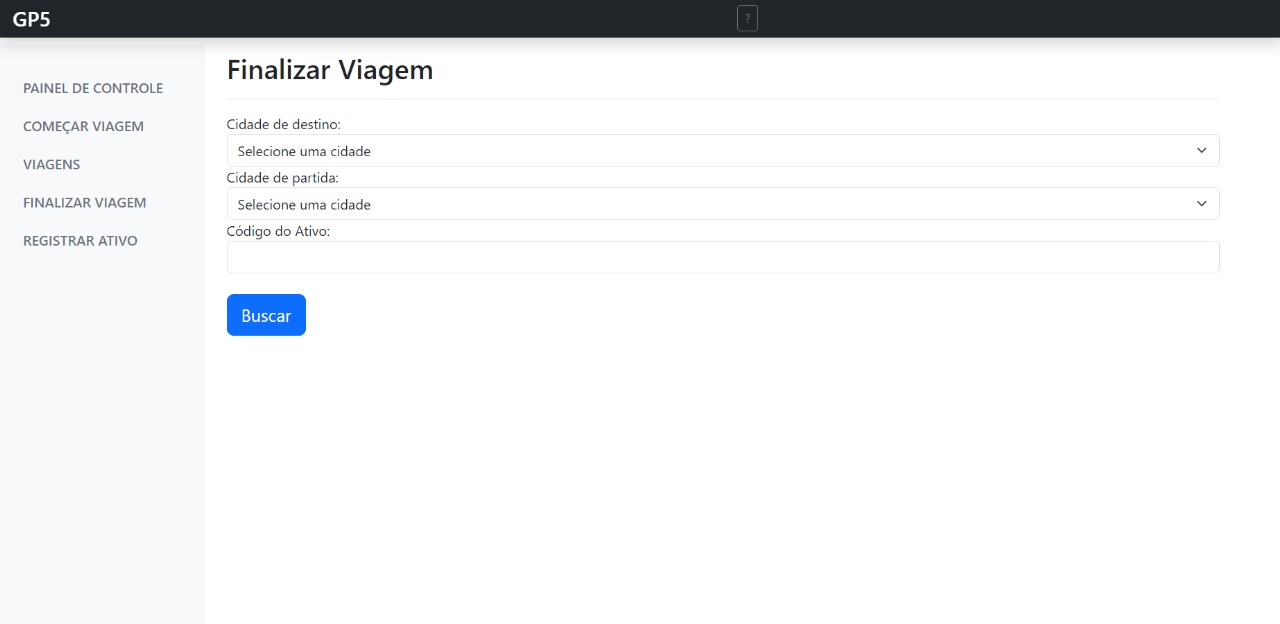 GP5
?
PAINEL DE CONTROLE
COMEÇAR VIAGEM
VIAGENS
FINALIZAR VIAGEM
REGISTRAR ATIVO
Finalizar Viagem
Cidade de destino:
Selecione uma cidade
Cidade de partida:
Selecione uma cidade
Código do Ativo:
Buscar